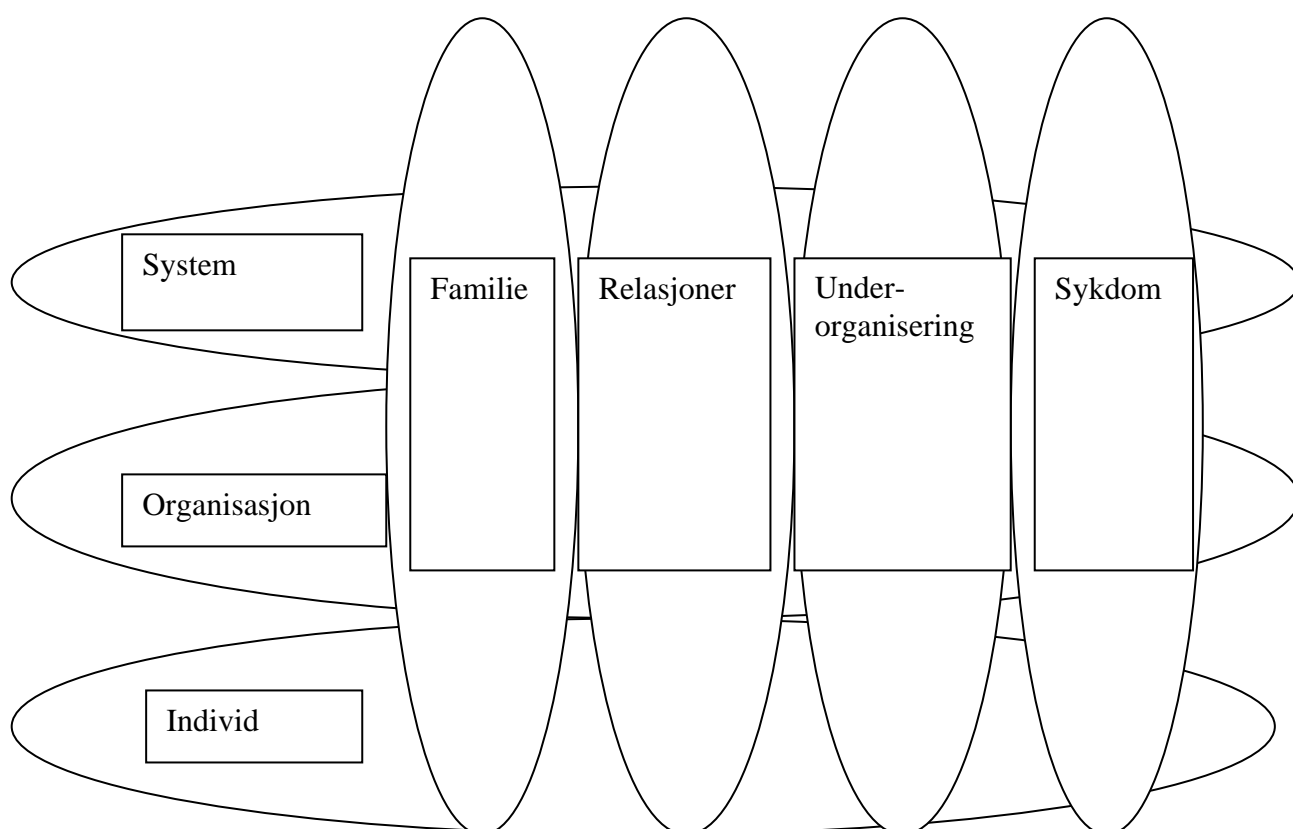 System
Familie
Relasjoner
Under-
organisering
Sykdom
Organisasjon
Individ